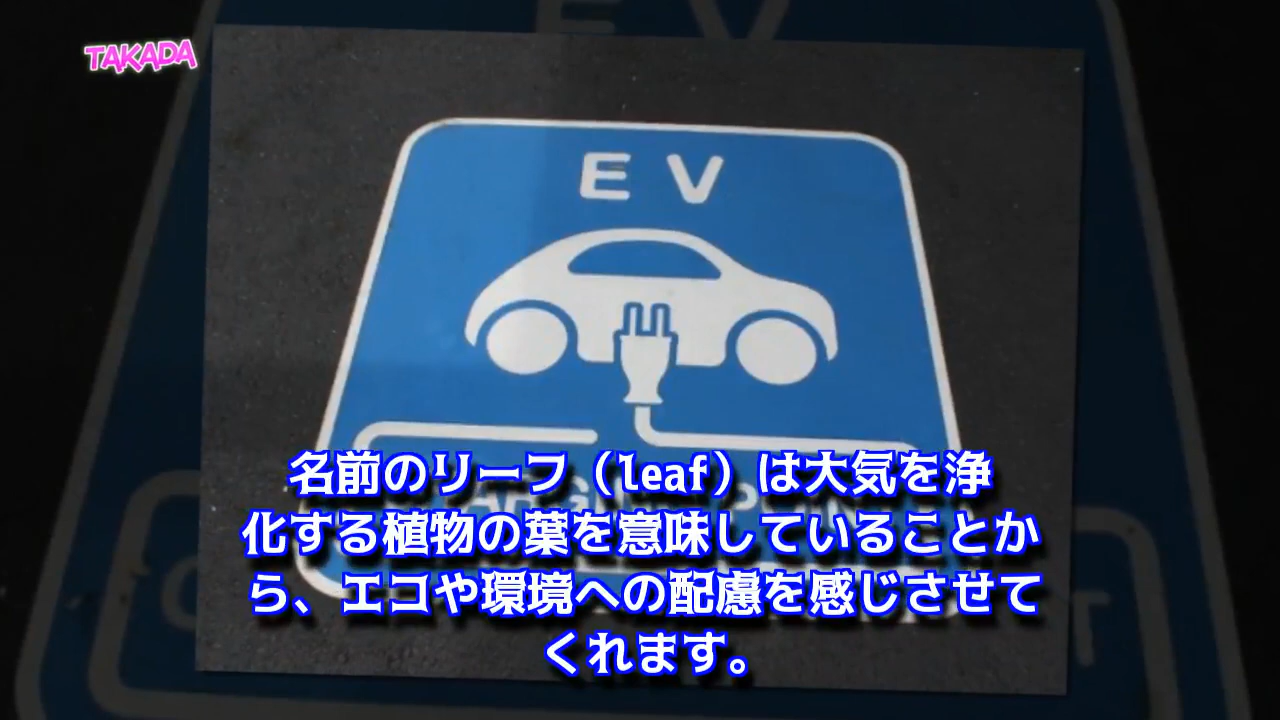 TAKADA
EV
EV
名前のリーフ（leaf）は大気を浄
化する植物の葉を意味していることか
ら、エコや環境への配慮を感じさせて
くれます。